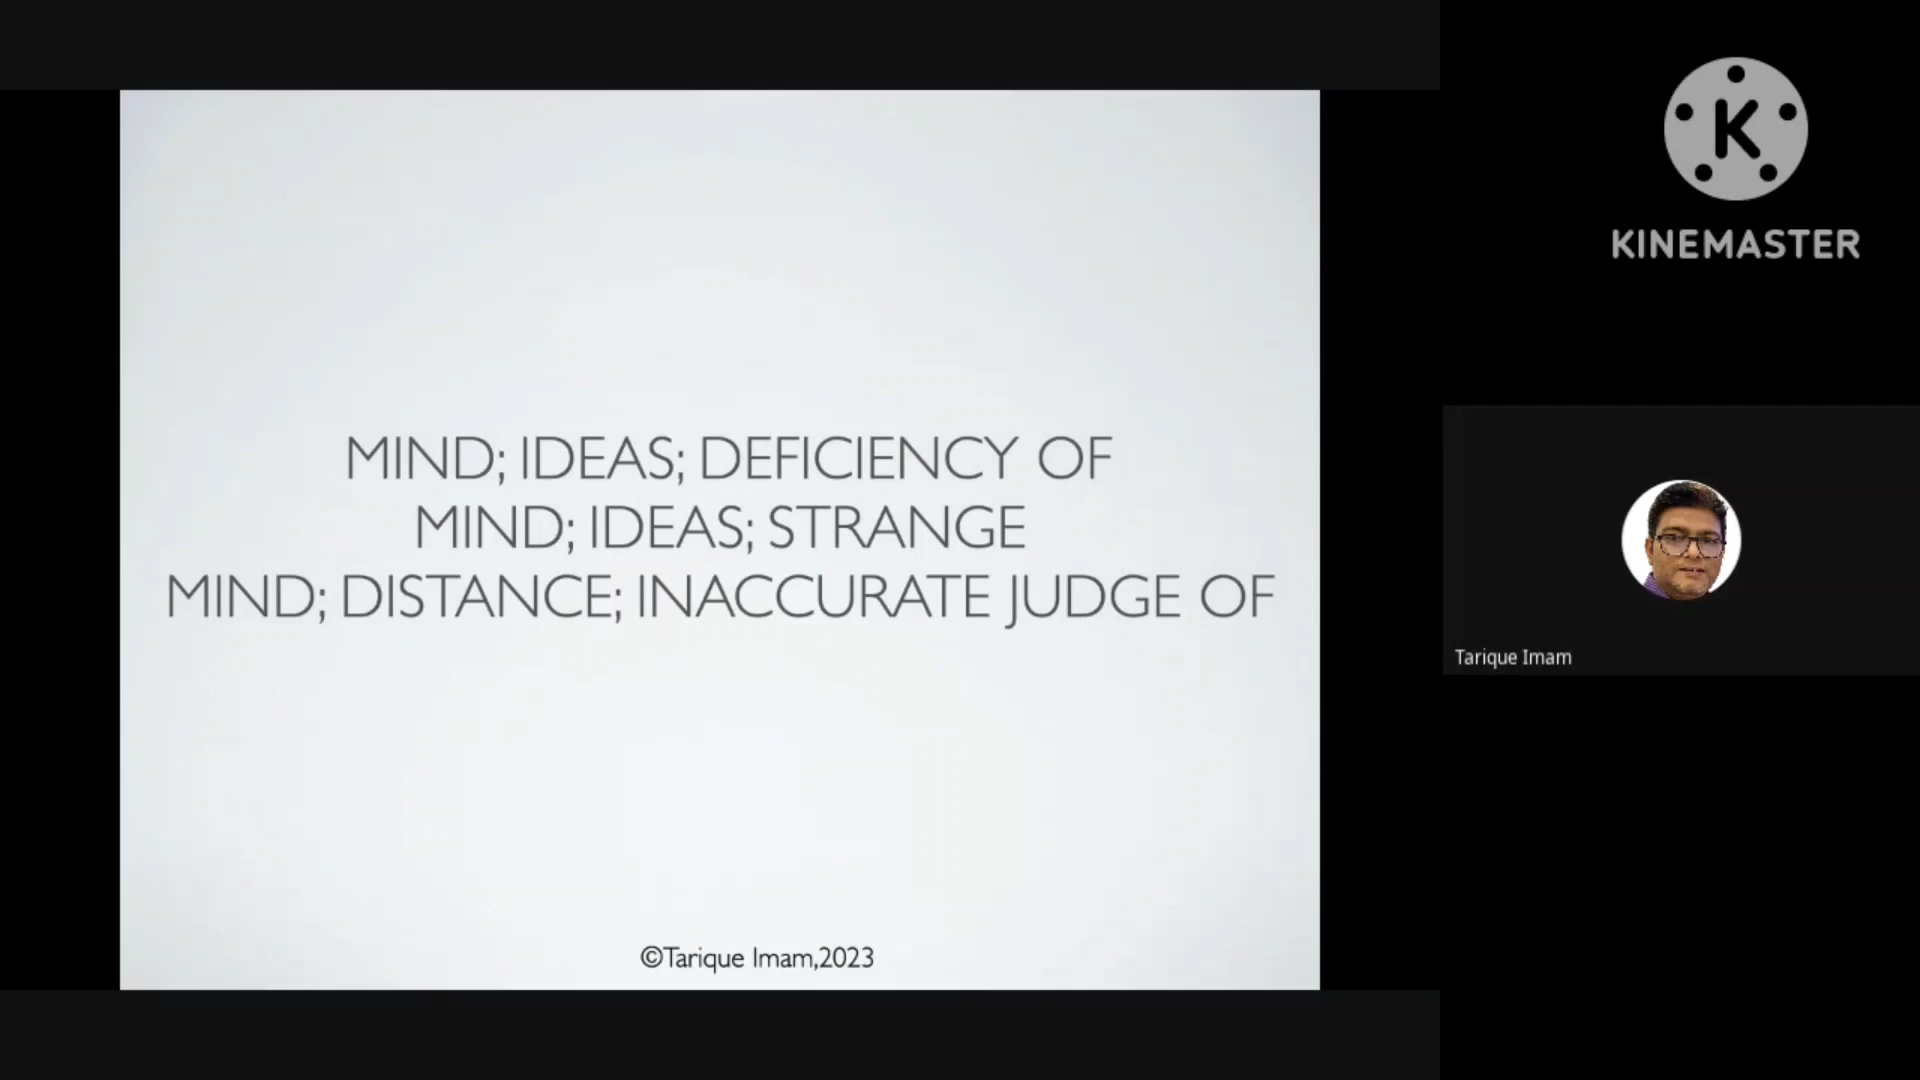 MIND; IDEAS; DEFICIENCY OF
MIND; IDEAS; STRANGE
MIND; DISTANCE; INACCURATE JUDGE OF
©Tarique Imam,2023
K
KINEMASTER
Tarique Imam